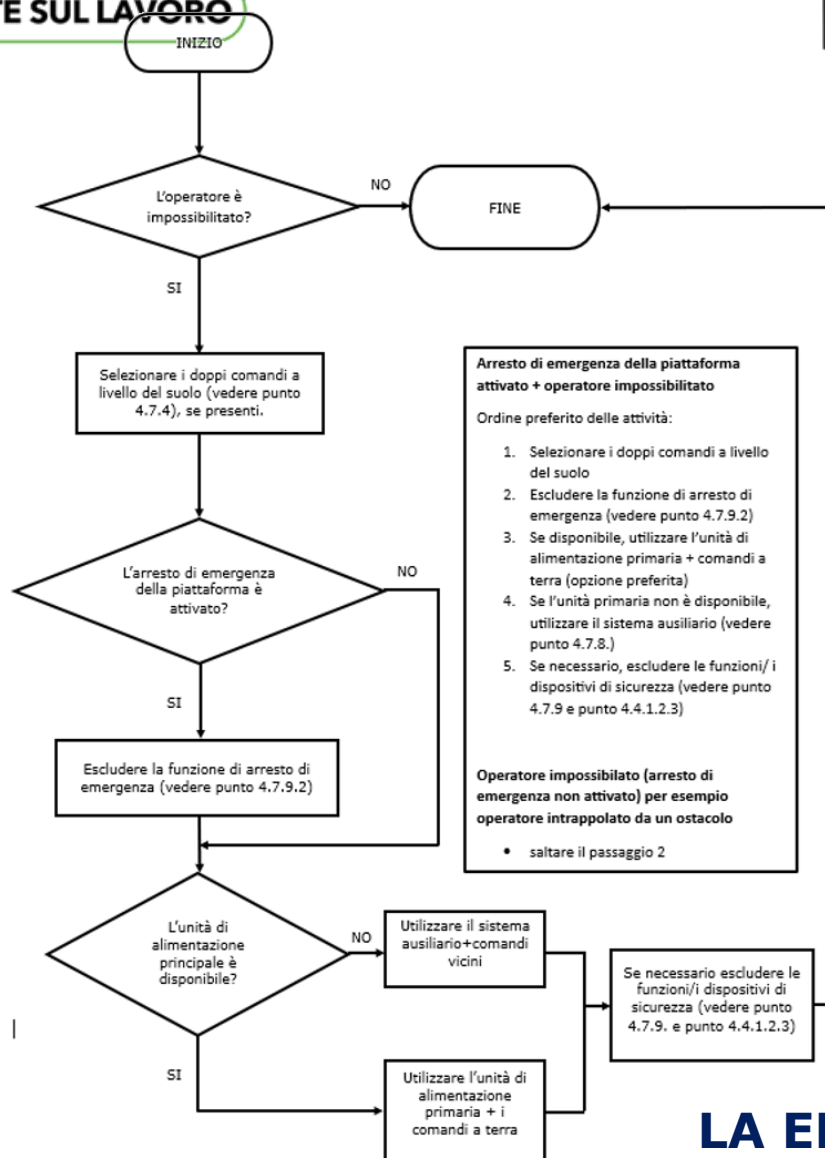 TE SUL LAVORO
INIZIO
L'operatore è
impossibilitato?
NO
FINE
SI
Selezionare i doppi comandi a
livello del suolo (vedere punto
4.7.4), se presenti.
L'arresto di emergenza
della piattaforma è
attivato?
NO
SI
Escludere la funzione di arresto di
emergenza (vedere punto 4.7.9.2)
L'unità di
alimentazione
principale è
disponibile?
NO
Utilizzare il sistema
ausiliario+comandi
vicini
SI
Utilizzare l'unità di
alimentazione
primaria + i
comandi a terra
Se necessario escludere le
funzioni/i dispositivi di
sicurezza (vedere punto
4.7.9. e punto 4.4.1.2.3)
Arresto di emergenza della piattaforma
attivato + operatore impossibilitato
Ordine preferito delle attività:
1. Selezionare i doppi comandi a livello
del suolo
2. Escludere la funzione di arresto di
emergenza (vedere punto 4.7.9.2)
3. Se disponibile, utilizzare l'unità di
alimentazione primaria + comandi a
terra (opzione preferita)
4. Se l'unità primaria non è disponibile,
utilizzare il sistema ausiliario (vedere
punto 4.7.8.)
5. Se necessario, escludere le funzioni/ i
dispositivi di sicurezza (vedere punto
4.7.9 e punto 4.4.1.2.3)
Operatore impossibilato (arresto di
emergenza non attivato) per esempio
operatore intrappolato da un ostacolo
• saltare il passaggio 2
LA